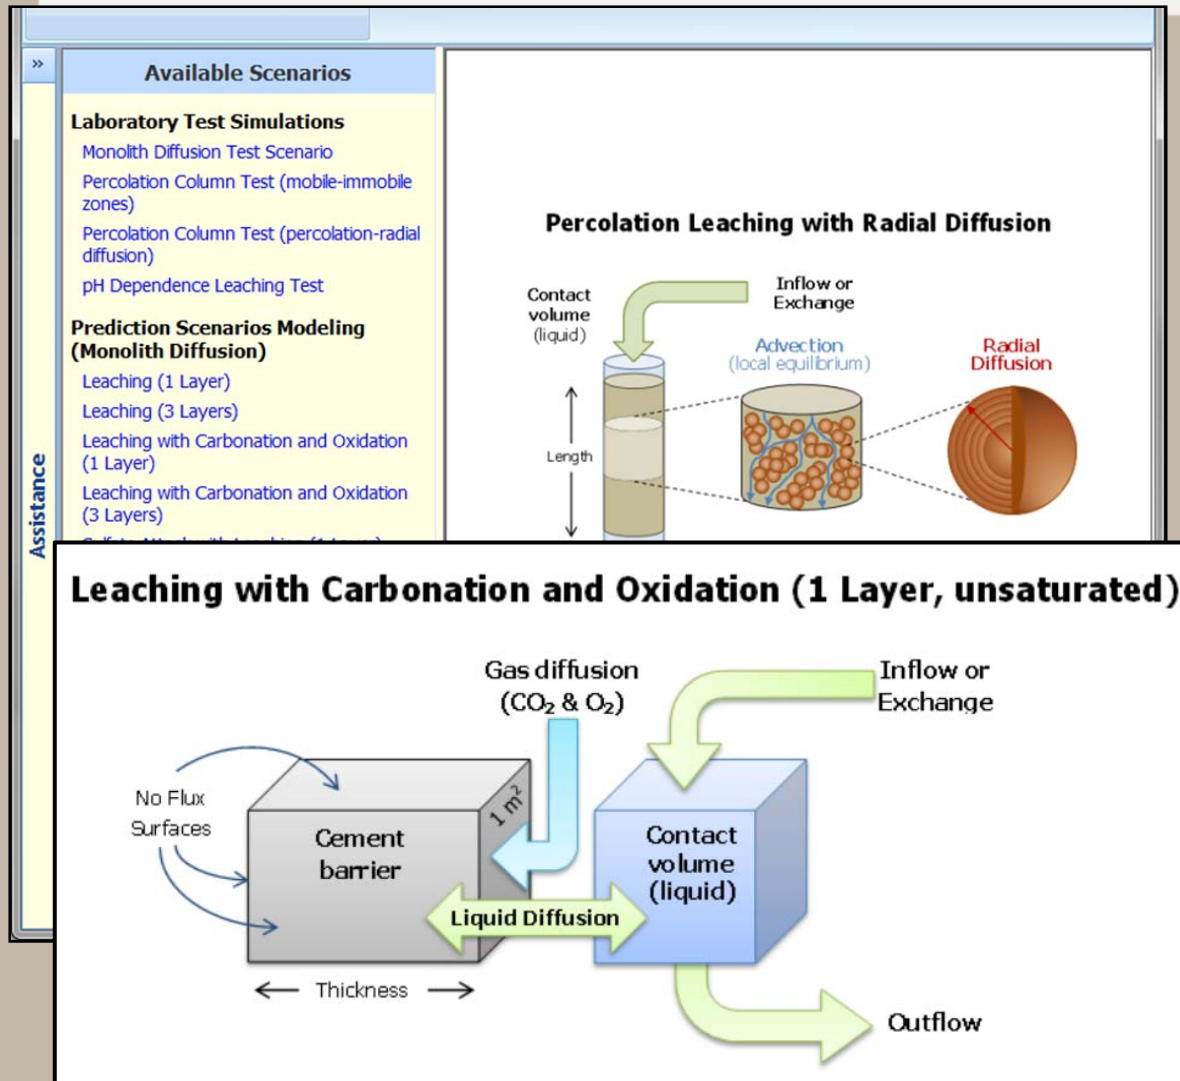 »
Available Scenarios
Laboratory Test Simulations
Monolith Diffusion Test Scenario
Percolation Column Test (mobile-immobile
zones)
Percolation Column Test (percolation-radial
diffusion)
pH Dependence Leaching Test
Prediction Scenarios Modeling
(Monolith Diffusion)
Leaching (1 Layer)
Leaching (3 Layers)
Leaching with Carbonation and Oxidation
(1 Layer)
Leaching with Carbonation and Oxidation
(3 Layers)
Assistance
Percolation Leaching with Radial Diffusion
Contact
volume
(liquid)
Inflow or
Exchange
Advection
(local equilibrium)
Radial
Diffusion
Length
Leaching with Carbonation and Oxidation (1 Layer, unsaturated)
Gas diffusion
(CO₂ & O₂)
Inflow or
Exchange
No Flux
Surfaces
1 m²
Cement
barrier
Contact
volume
(liquid)
Liquid Diffusion
Thickness
Outflow